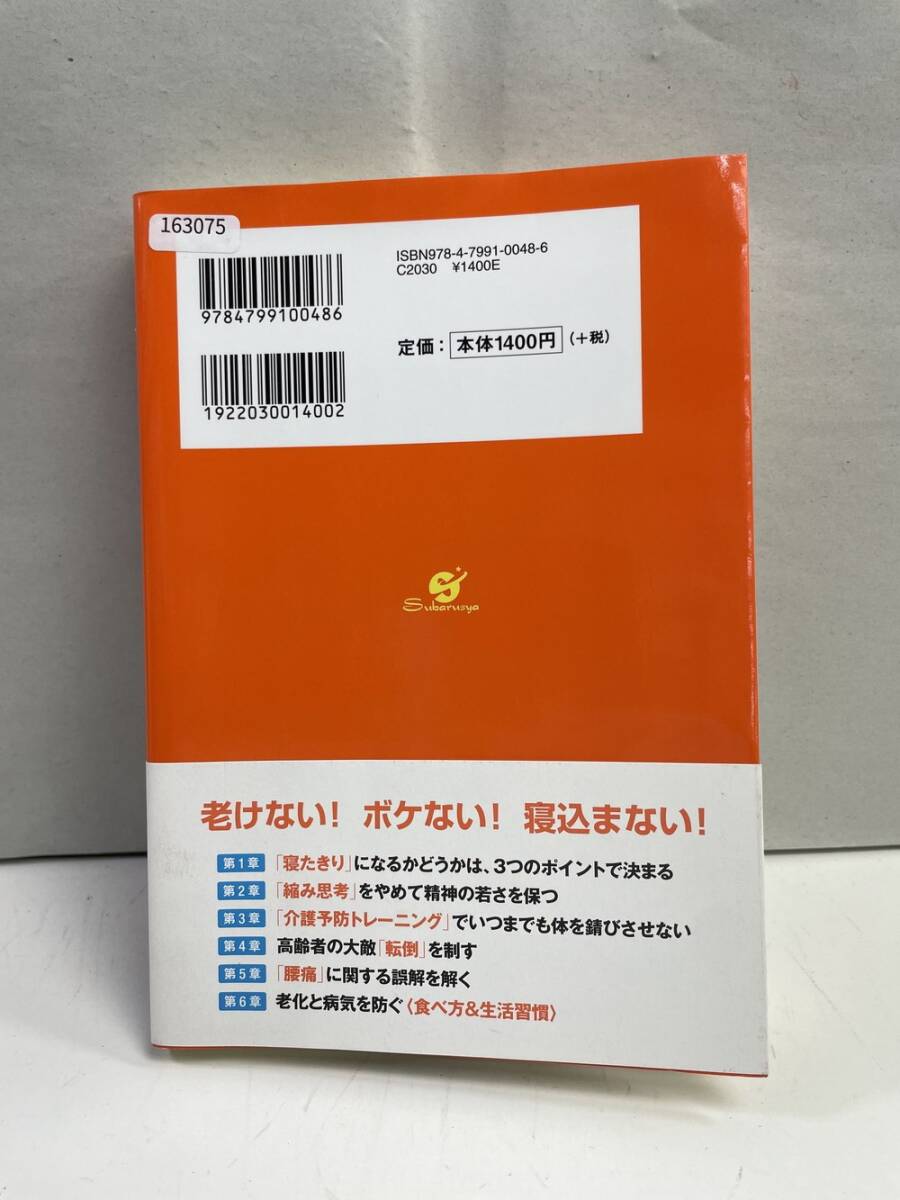 163075
ISBN978-4-7991-0048-6
C2030 ¥1400E
9784799100486
定価：本体1400円（+税）
1922030014002
Subarusya
老けない！ ボケない！ 寝込まない！
第1章 「寝たきり」になるかどうかは、3つのポイントで決まる
第2章 「縮み思考」をやめて精神の若さを保つ
第3章 「介護予防トレーニング」でいつまでも体を錆びさせない
第4章 高齢者の大敵「転倒」を制す
第5章 「腰痛」に関する誤解を解く
第6章 老化と病気を防ぐ〈食べ方&生活習慣〉